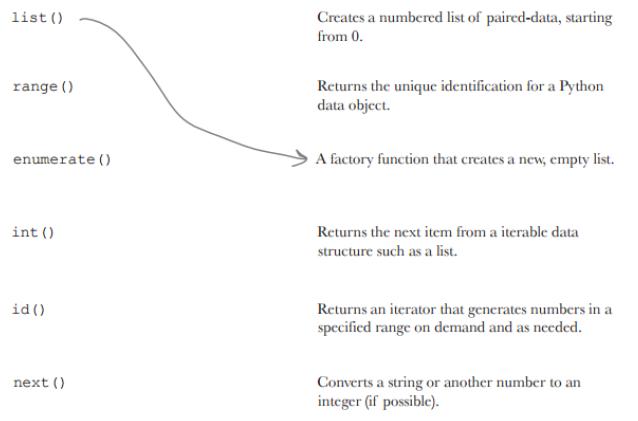 list()
Creates a numbered list of paired-data, starting
from 0.
range()
Returns the unique identification for a Python
data object.
enumerate()
A factory function that creates a new, empty list.
int()
Returns the next item from a iterable data
structure such as a list.
id()
Returns an iterator that generates numbers in a
specified range on demand and as needed.
next()
Converts a string or another number to an
integer (if possible).